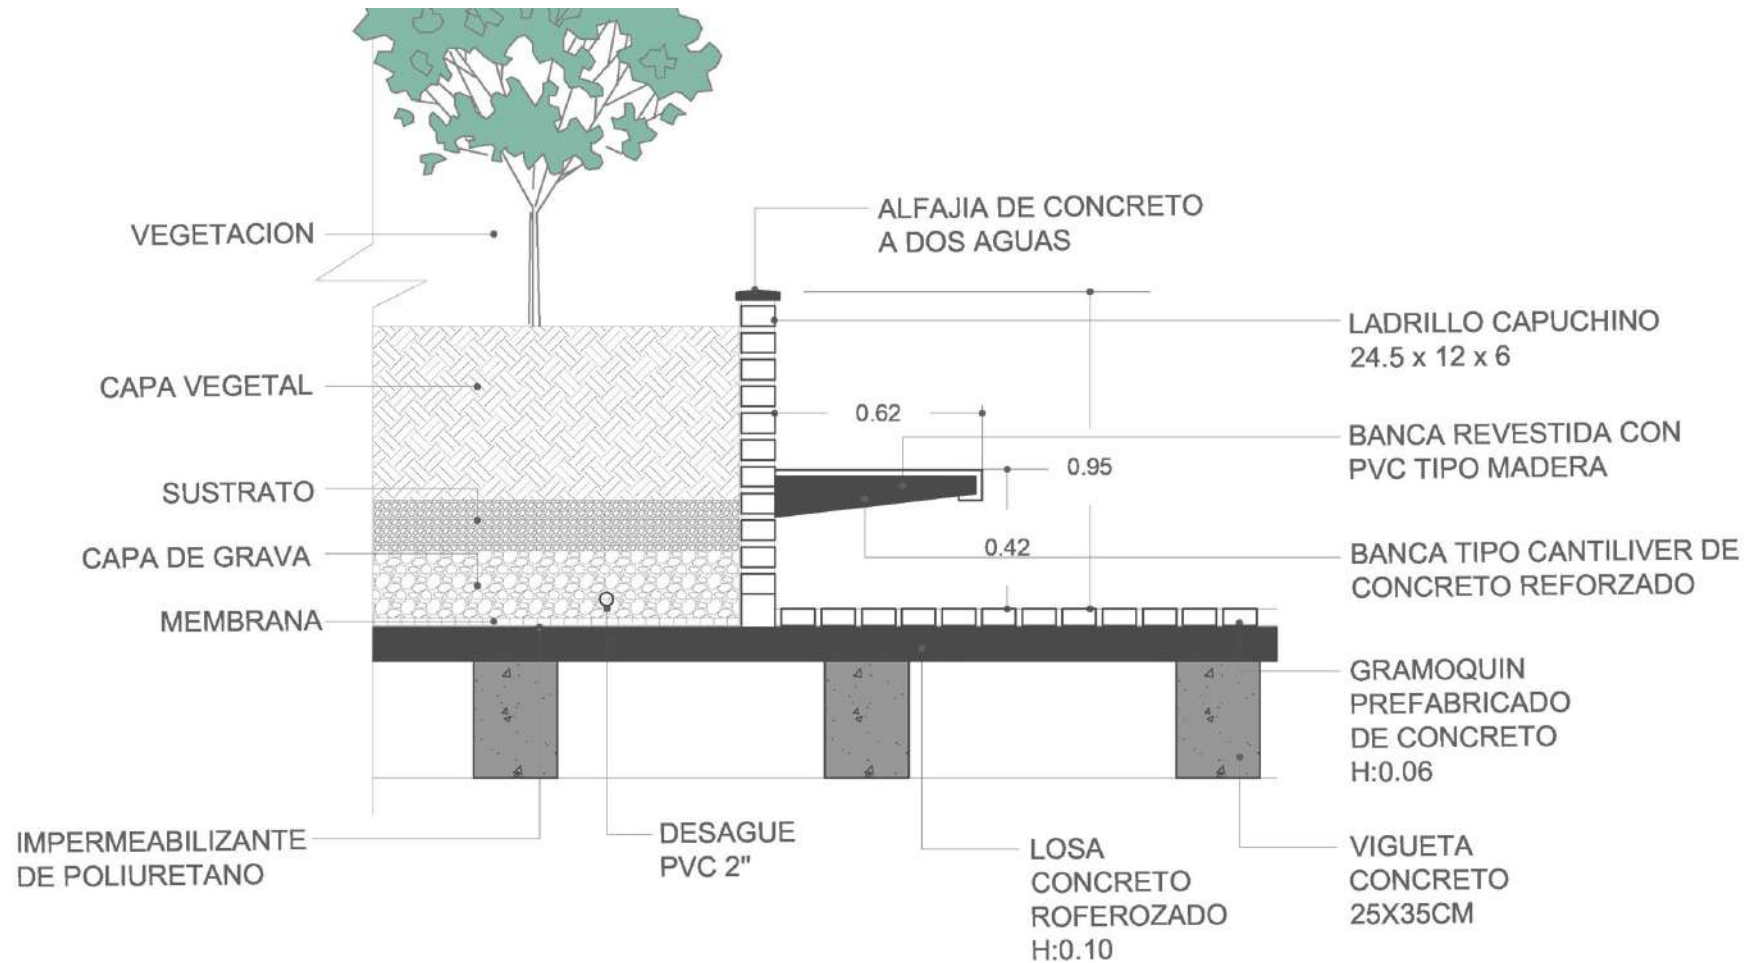 VEGETACION
ALFAJIA DE CONCRETO
A DOS AGUAS
LADRILLO CAPUCHINO
24.5 x 12 x 6
CAPA VEGETAL
0.62
BANCA REVESTIDA CON
PVC TIPO MADERA
0.95
SUSTRATO
CAPA DE GRAVA
0.42
BANCA TIPO CANTILIVER DE
CONCRETO REFORZADO
MEMBRANA
GRAMOQUIN
PREFABRICADO
DE CONCRETO
H:0.06
IMPERMEABILIZANTE
DE POLIURETANO
DESAGUE
PVC 2"
LOSA
CONCRETO
ROFEROZADO
H:0.10
VIGUETA
CONCRETO
25X35CM